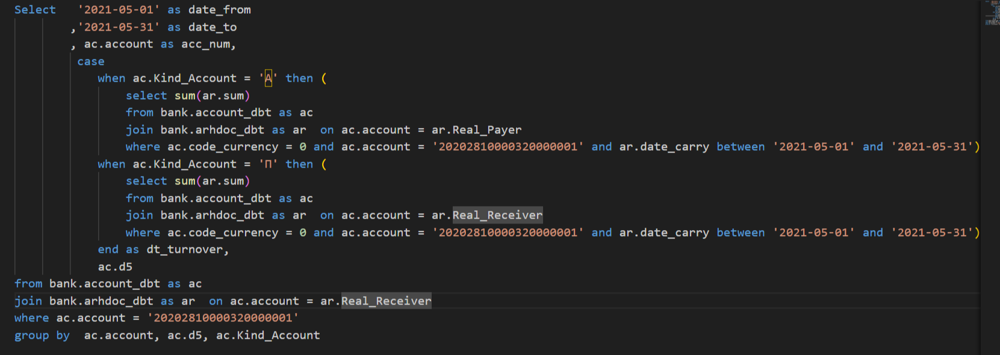 Select   '2021-05-01' as date_from
,'2021-05-31' as date_to
, ac.account as acc_num,
case
when ac.Kind_Account = 'А' then (
select sum(ar.sum)
from bank.account_dbt as ac
join bank.arhdoc_dbt as ar  on ac.account = ar.Real_Payer
where ac.code_currency = 0 and ac.account = '20202810000320000001' and ar.date_carry between '2021-05-01' and '2021-05-31')
when ac.Kind_Account = 'П' then (
select sum(ar.sum)
from bank.account_dbt as ac
join bank.arhdoc_dbt as ar  on ac.account = ar.Real_Receiver
where ac.code_currency = 0 and ac.account = '20202810000320000001' and ar.date_carry between '2021-05-01' and '2021-05-31')
end as dt_turnover,
ac.d5
from bank.account_dbt as ac
join bank.arhdoc_dbt as ar  on ac.account = ar.Real_Receiver
where ac.account = '20202810000320000001'
group by  ac.account, ac.d5, ac.Kind_Account